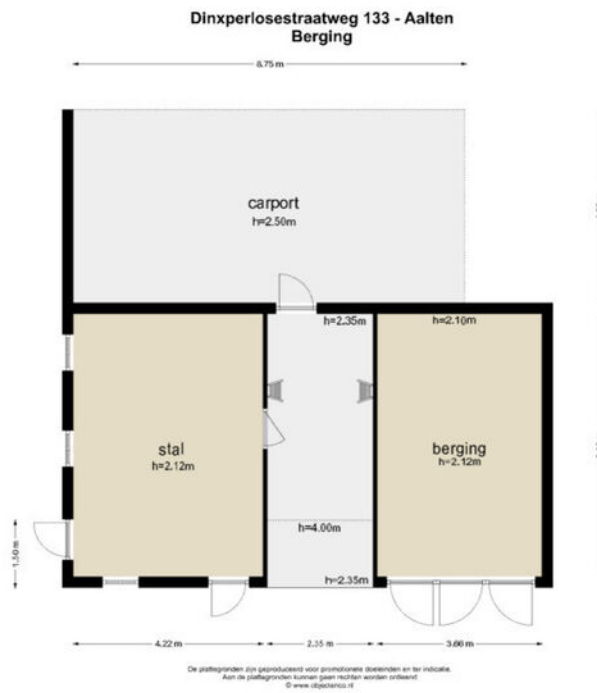 Dinxperlosestraatweg 133 - Aalten
Berging
8.75 m
carport
h=2.50m
h=2.35m
h=2.10m
stal
h=2.12m
berging
h=2.12m
1.50 m
h=4.00m
h=2.35m
4.22 m
2.35 m
3.66 m
De plattegronden zijn geproduceerd voor promotionele doeleinden en ter indicatie.
Aan de plattegronden kunnen geen rechten worden ontleend
© www.objectenco.nl